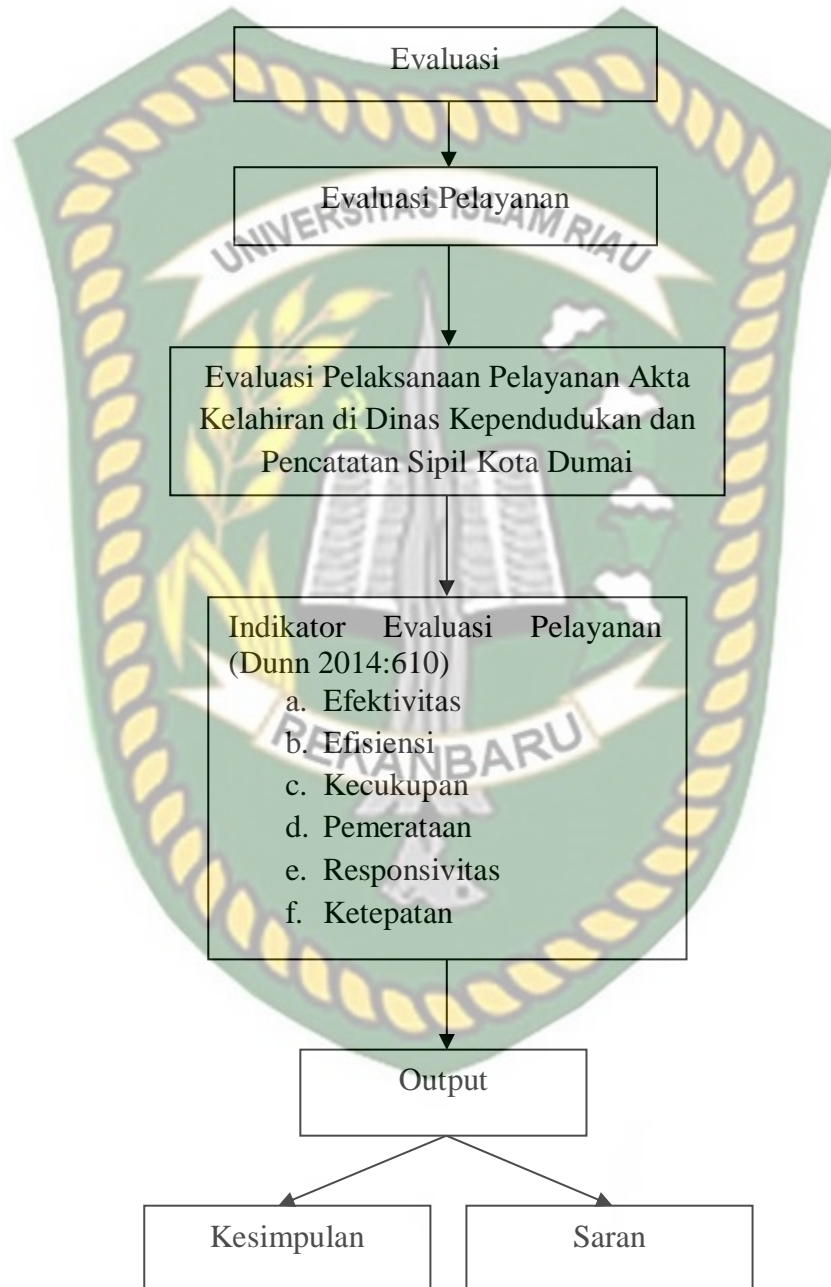 Evaluasi
Evaluasi Pelayanan
UNIVERSITAS ISLAM RIAU
Evaluasi Pelaksanaan Pelayanan Akta
Kelahiran di Dinas Kependudukan dan
Pencatatan Sipil Kota Dumai
Indikator Evaluasi Pelayanan
(Dunn 2014:610)
a. Efektivitas
b. Efisiensi
PEKANBARU
c. Kecukupan
d. Pemerataan
e. Responsivitas
f. Ketepatan
Output
Kesimpulan
Saran